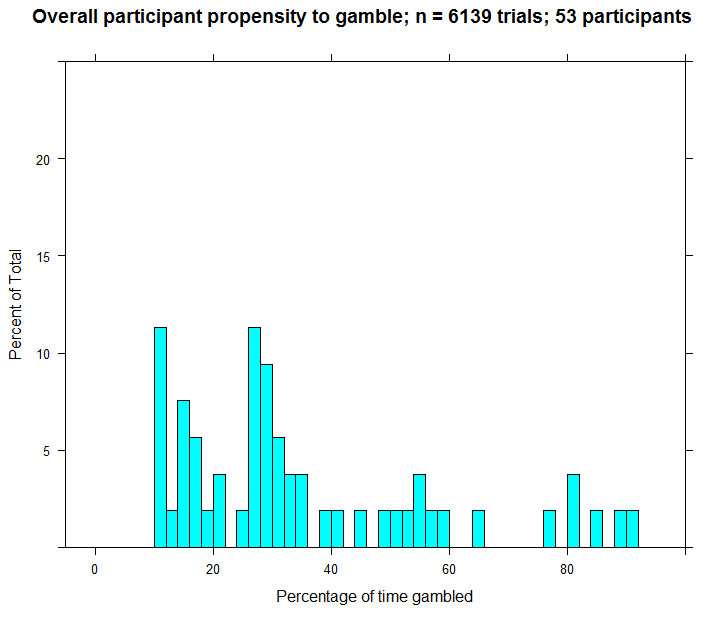 Overall participant propensity to gamble; n = 6139 trials; 53 participants
20
15
10
5
Percent of Total
0 20 40 60 80
Percentage of time gambled